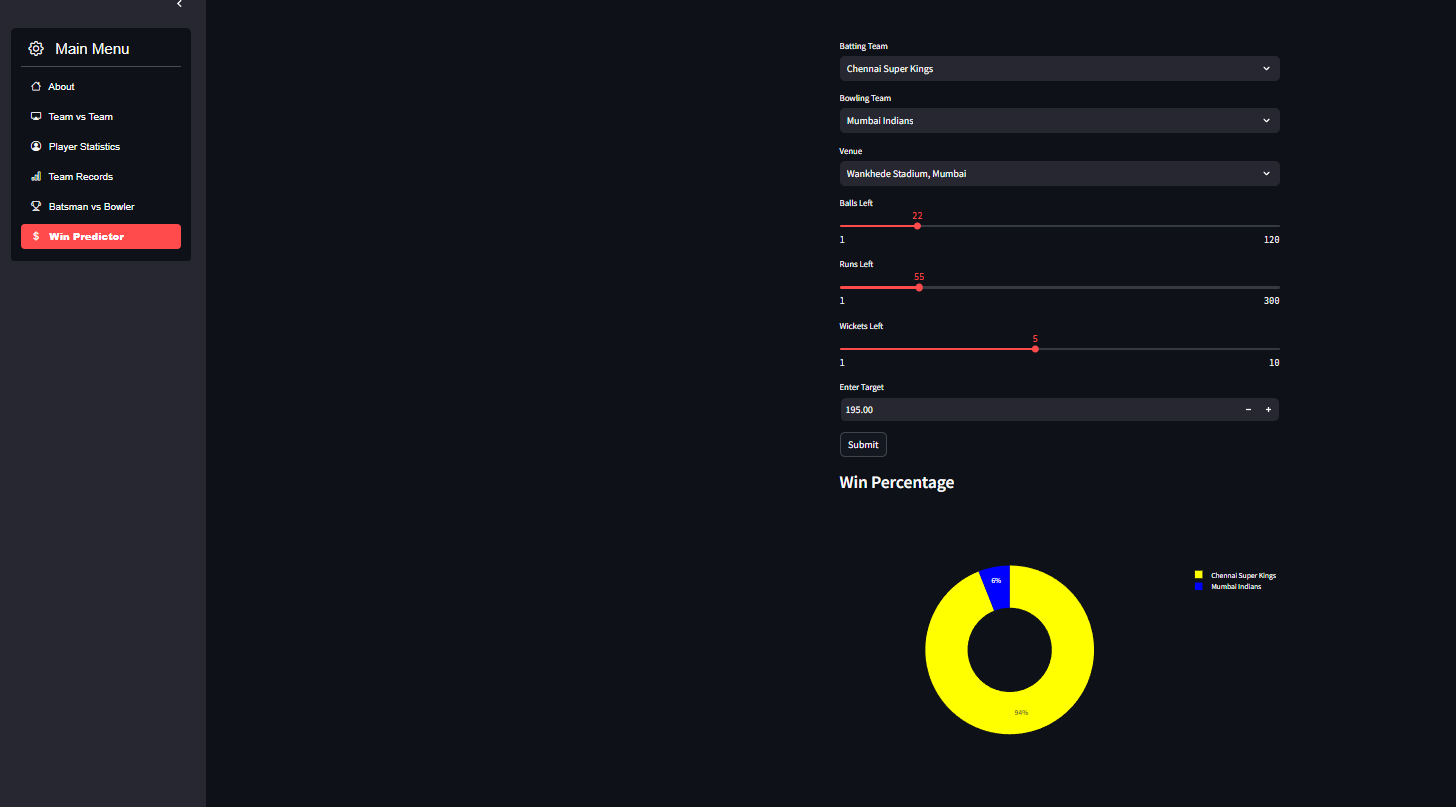 Main Menu
About
Team vs Team
Player Statistics
Team Records
Batsman vs Bowler
$ Win Predictor
Batting Team
Chennai Super Kings
Bowling Team
Mumbai Indians
Venue
Wankhede Stadium, Mumbai
Balls Left
22
1 120
Runs Left
55
1 300
Wickets Left
5
1 10
Enter Target
195.00 − +
Submit
Win Percentage
6%
94%
Chennai Super Kings
Mumbai Indians